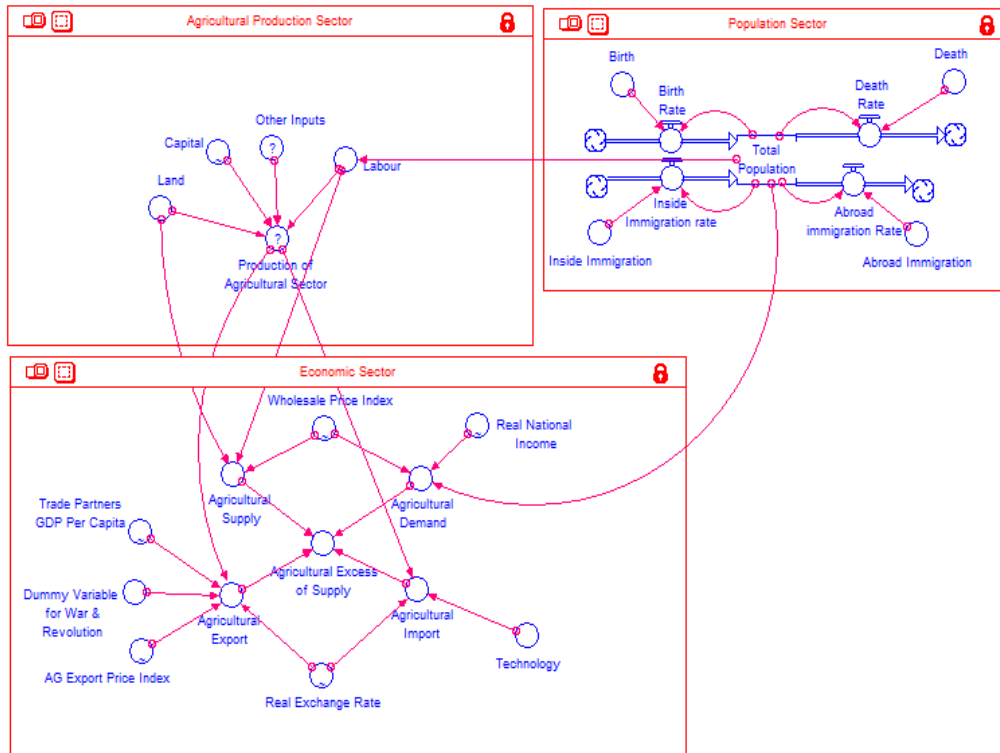 Agricultural Production Sector
Other Inputs
Capital
?
Labour
Land
?
Production of
Agricultural Sector
Population Sector
Birth
Death
Birth
Rate
Death
Rate
Total
Population
Inside
Immigration rate
Abroad
immigration Rate
Inside Immigration
Abroad Immigration
Economic Sector
Wholesale Price Index
Real National
Income
Agricultural
Supply
Agricultural
Demand
Trade Partners
GDP Per Capita
Agricultural Excess
of Supply
Dummy Variable
for War &
Revolution
Agricultural
Export
Agricultural
Import
Technology
AG Export Price Index
Real Exchange Rate